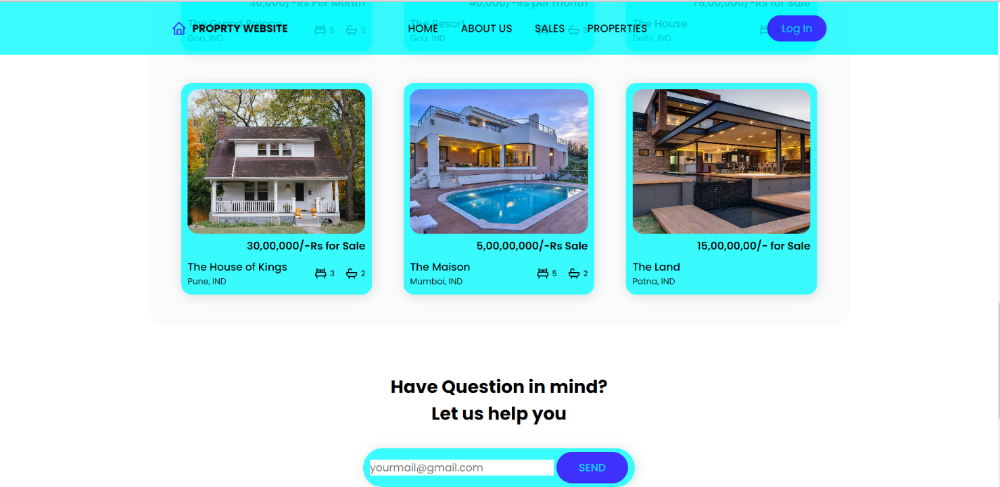 30,000/-Rs Per Month
40,000/-Rs per month
75,00,000/-Rs for Sale
PROPRTY WEBSITE
HOME
ABOUT US
SALES
PROPERTIES
Log In
The Grand Palace
5
3
The Resort
5
The House
Goa, IND
Goa, IND
Delhi, IND
30,00,000/-Rs for Sale
5,00,00,000/-Rs Sale
15,00,00,00/- for Sale
The House of Kings
3
2
The Maison
5
2
The Land
Pune, IND
Mumbai, IND
Patna, IND
Have Question in mind?
Let us help you
yourmail@gmail.com
SEND